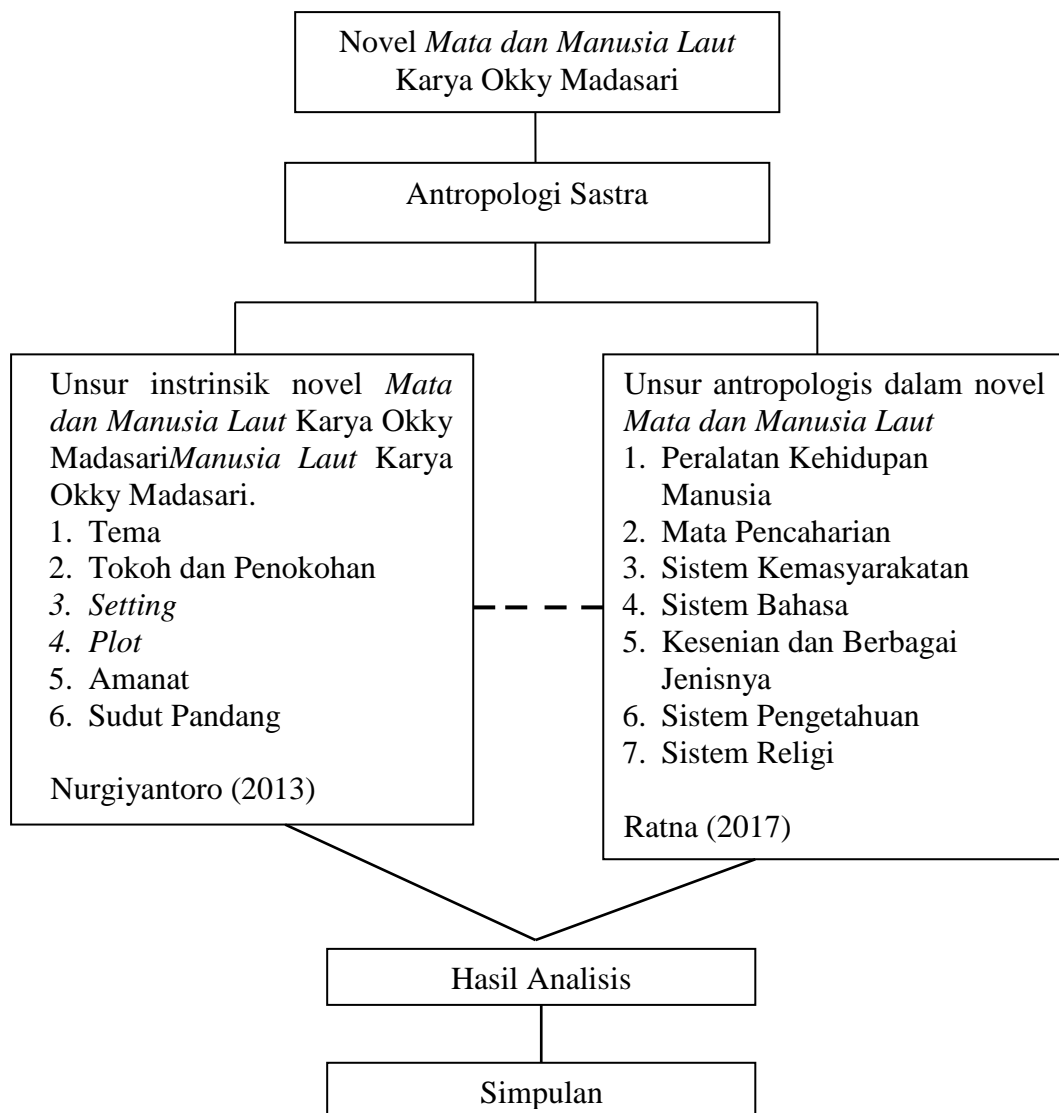 Novel Mata dan Manusia Laut
Karya Okky Madasari
Antropologi Sastra
Unsur instrinsik novel Mata
dan Manusia Laut Karya Okky
MadasariManusia Laut Karya
Okky Madasari.
1. Tema
2. Tokoh dan Penokohan
3. Setting
4. Plot
5. Amanat
6. Sudut Pandang
Nurgiyantoro (2013)
Unsur antropologis dalam novel
Mata dan Manusia Laut
1. Peralatan Kehidupan
Manusia
2. Mata Pencaharian
3. Sistem Kemasyarakatan
4. Sistem Bahasa
5. Kesenian dan Berbagai
Jenisnya
6. Sistem Pengetahuan
7. Sistem Religi
Ratna (2017)
Hasil Analisis
Simpulan